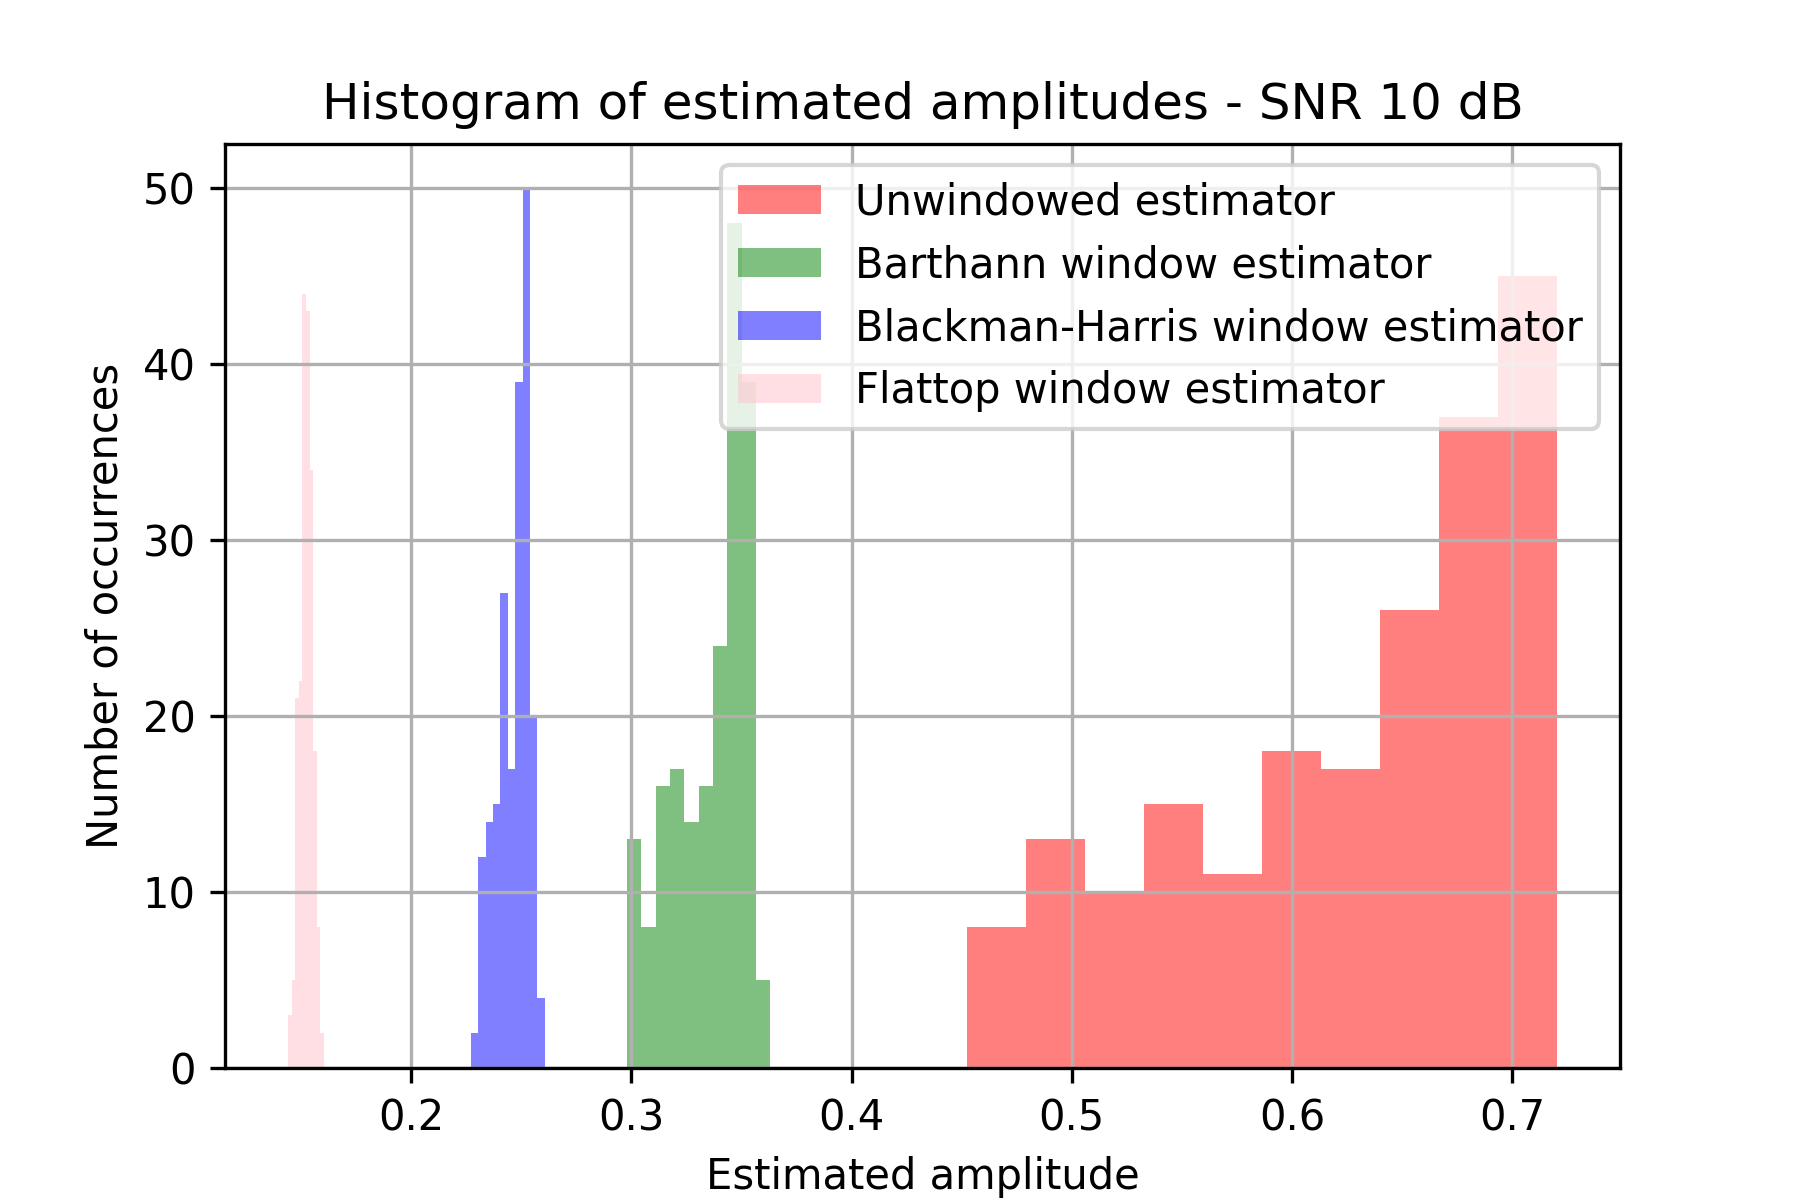 Histogram of estimated amplitudes - SNR 10 dB
Unwindowed estimator
Barthann window estimator
Blackman-Harris window estimator
Flattop window estimator
Number of occurrences
50
40
30
20
10
0
0.2 0.3 0.4 0.5 0.6 0.7
Estimated amplitude